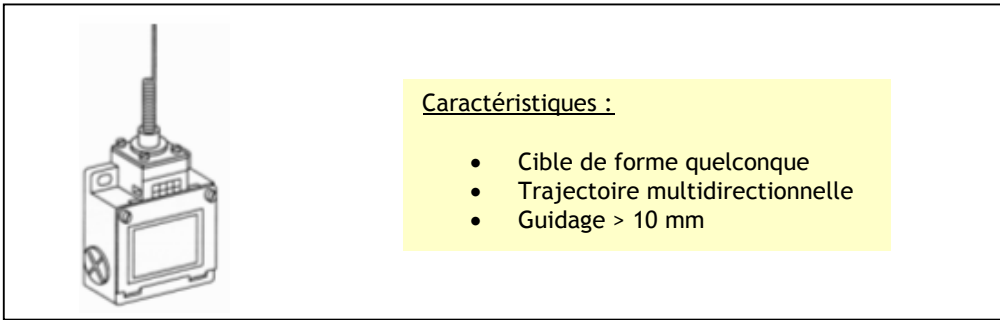 Caractéristiques :
• Cible de forme quelconque
• Trajectoire multidirectionnelle
• Guidage > 10 mm